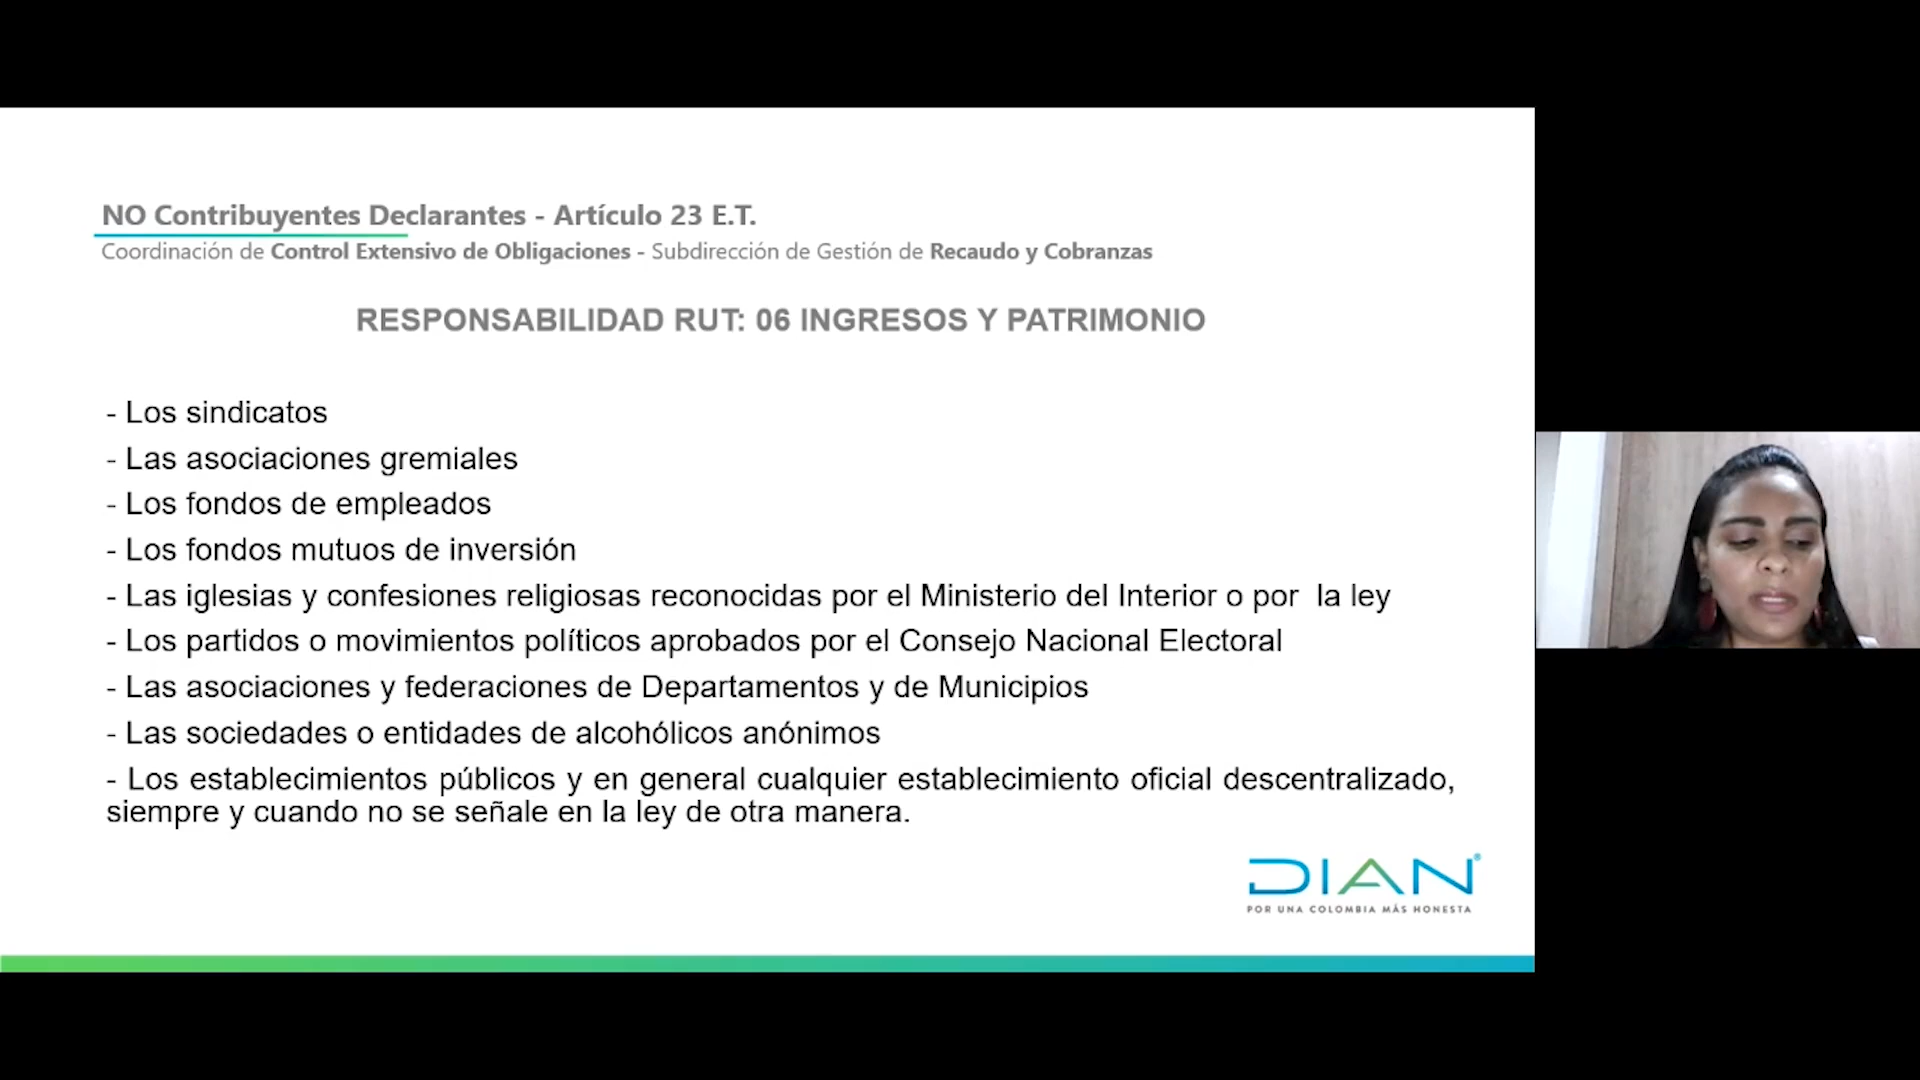 NO Contribuyentes Declarantes - Artículo 23 E.T.
Coordinación de Control Extensivo de Obligaciones - Subdirección de Gestión de Recaudo y Cobranzas
RESPONSABILIDAD RUT: 06 INGRESOS Y PATRIMONIO
- Los sindicatos
- Las asociaciones gremiales
- Los fondos de empleados
- Los fondos mutuos de inversión
- Las iglesias y confesiones religiosas reconocidas por el Ministerio del Interior o por la ley
- Los partidos o movimientos políticos aprobados por el Consejo Nacional Electoral
- Las asociaciones y federaciones de Departamentos y de Municipios
- Las sociedades o entidades de alcohólicos anónimos
- Los establecimientos públicos y en general cualquier establecimiento oficial descentralizado,
siempre y cuando no se señale en la ley de otra manera.
DIAN®
POR UNA COLOMBIA MÁS HONESTA